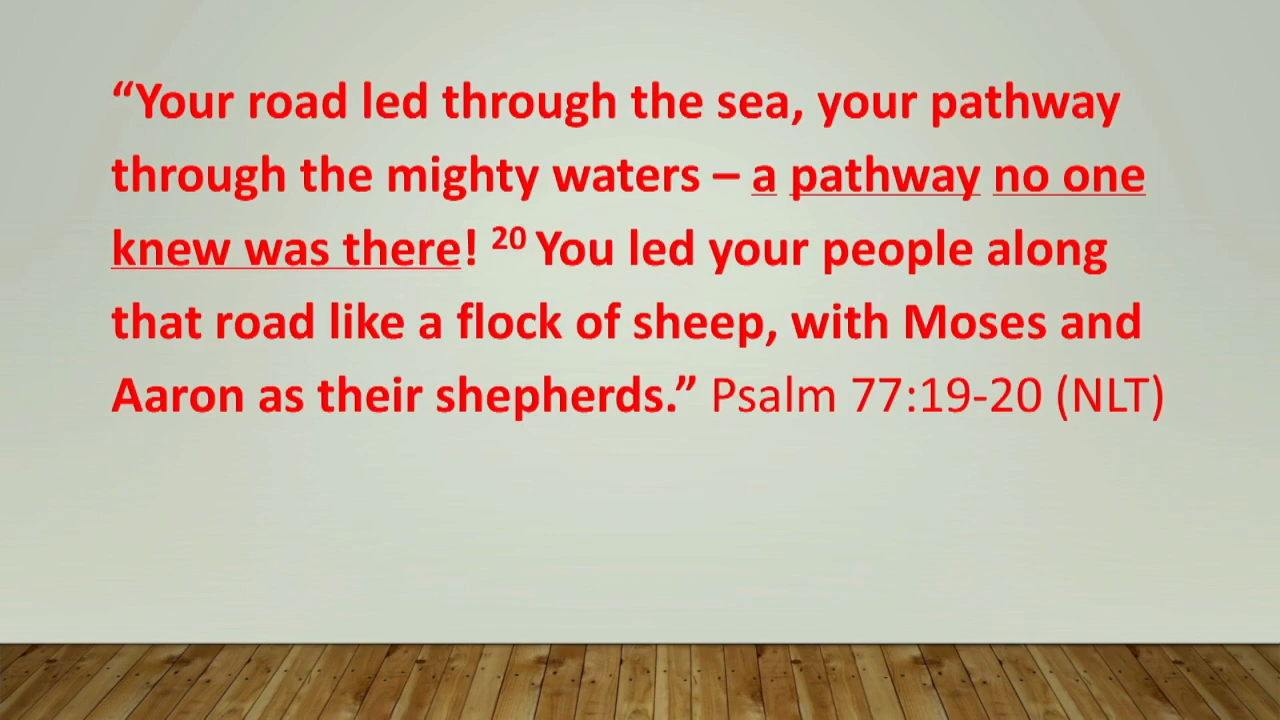 “Your road led through the sea, your pathway
through the mighty waters – a pathway no one
knew was there! 20 You led your people along
that road like a flock of sheep, with Moses and
Aaron as their shepherds.” Psalm 77:19-20 (NLT)